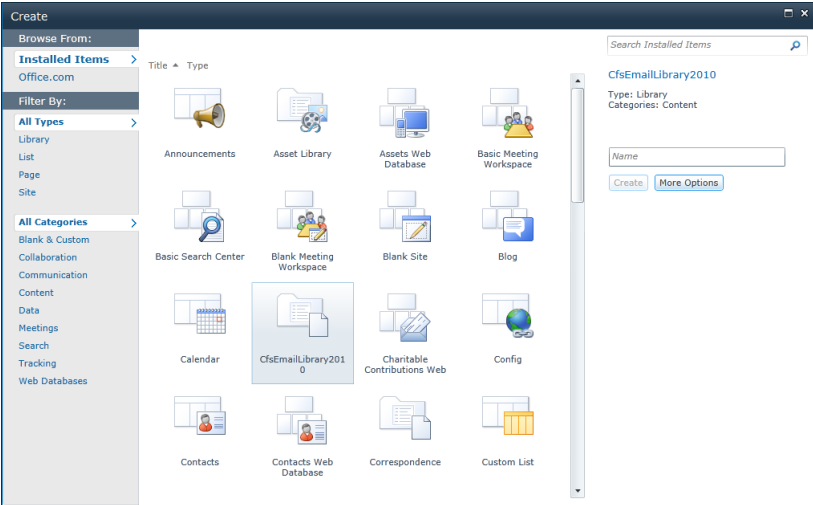 Create
Browse From:
Installed Items
Office.com
Filter By:
All Types
Library
List
Page
Site
All Categories
Blank & Custom
Collaboration
Communication
Content
Data
Meetings
Search
Tracking
Web Databases
Title Type
Announcements
Asset Library
Assets Web
Database
Basic Meeting
Workspace
Basic Search Center
Blank Meeting
Workspace
Blank Site
Blog
Calendar
CfsEmailLibrary201
0
Charitable
Contributions Web
Config
Contacts
Contacts Web
Database
Correspondence
Custom List
Search Installed Items
CfsEmailLibrary2010
Type: Library
Categories: Content
Name
Create More Options